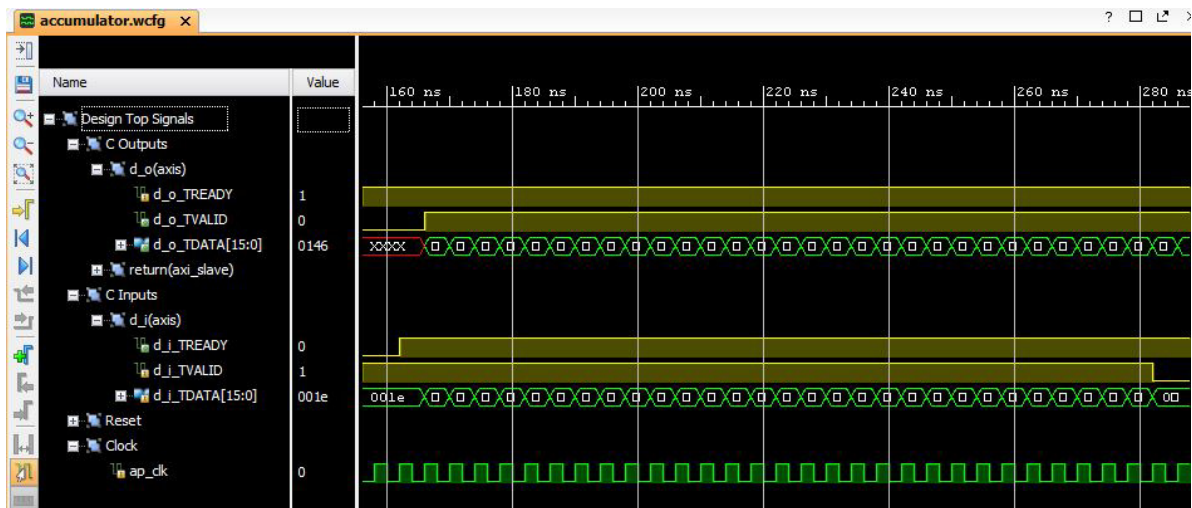 accumulator.wcfg X
?
Name Value
160 ns 180 ns 200 ns 220 ns 240 ns 260 ns 280 ns
Design Top Signals
C Outputs
d_o(axis)
d_o_TREADY 1
d_o_TVALID 0
d_o_TDATA[15:0] 0146 XXXX
return(axi_slave)
C Inputs
d_i(axis)
d_i_TREADY 0
d_i_TVALID 1
d_i_TDATA[15:0] 001e 001e
Reset
Clock
ap_clk 0